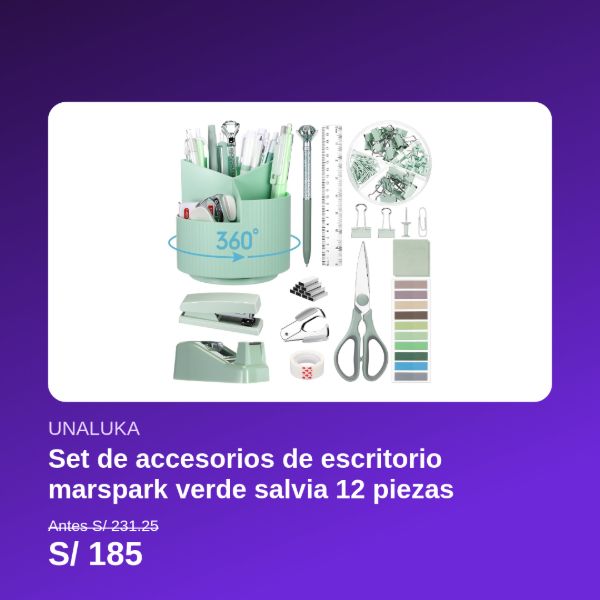 360°
UNALUKA
Set de accesorios de escritorio
marspark verde salvia 12 piezas
Antes S/ 231.25
S/ 185